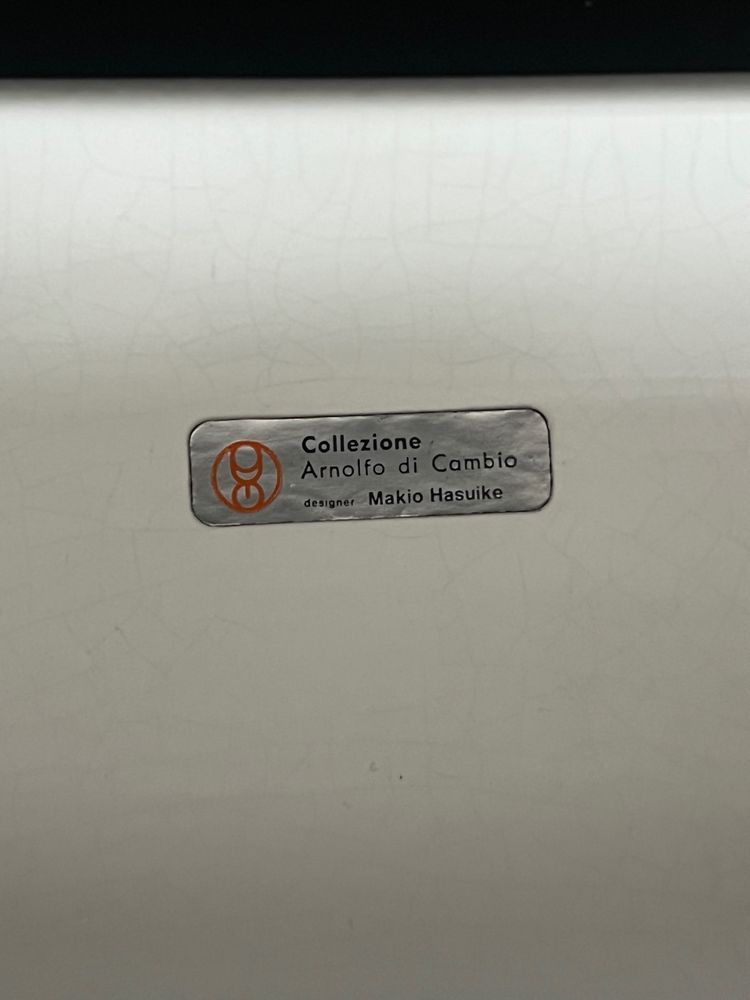 Collezione
Arnolfo di Cambio
designer Makio Hasuike